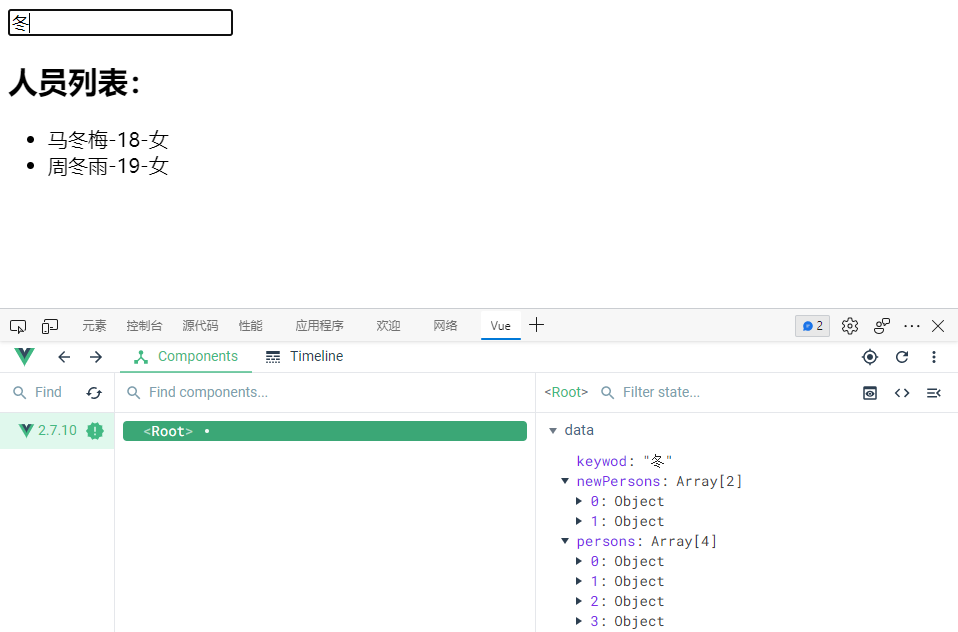 冬
人员列表：
马冬梅-18-女
周冬雨-19-女
元素 控制台 源代码 性能 应用程序 欢迎 网络 Vue 2
Components Timeline
Find Find components... <Root> Filter state...
2.7.10 <Root> data
keywod: "冬"
newPersons: Array[2]
0: Object
1: Object
persons: Array[4]
0: Object
1: Object
2: Object
3: Object